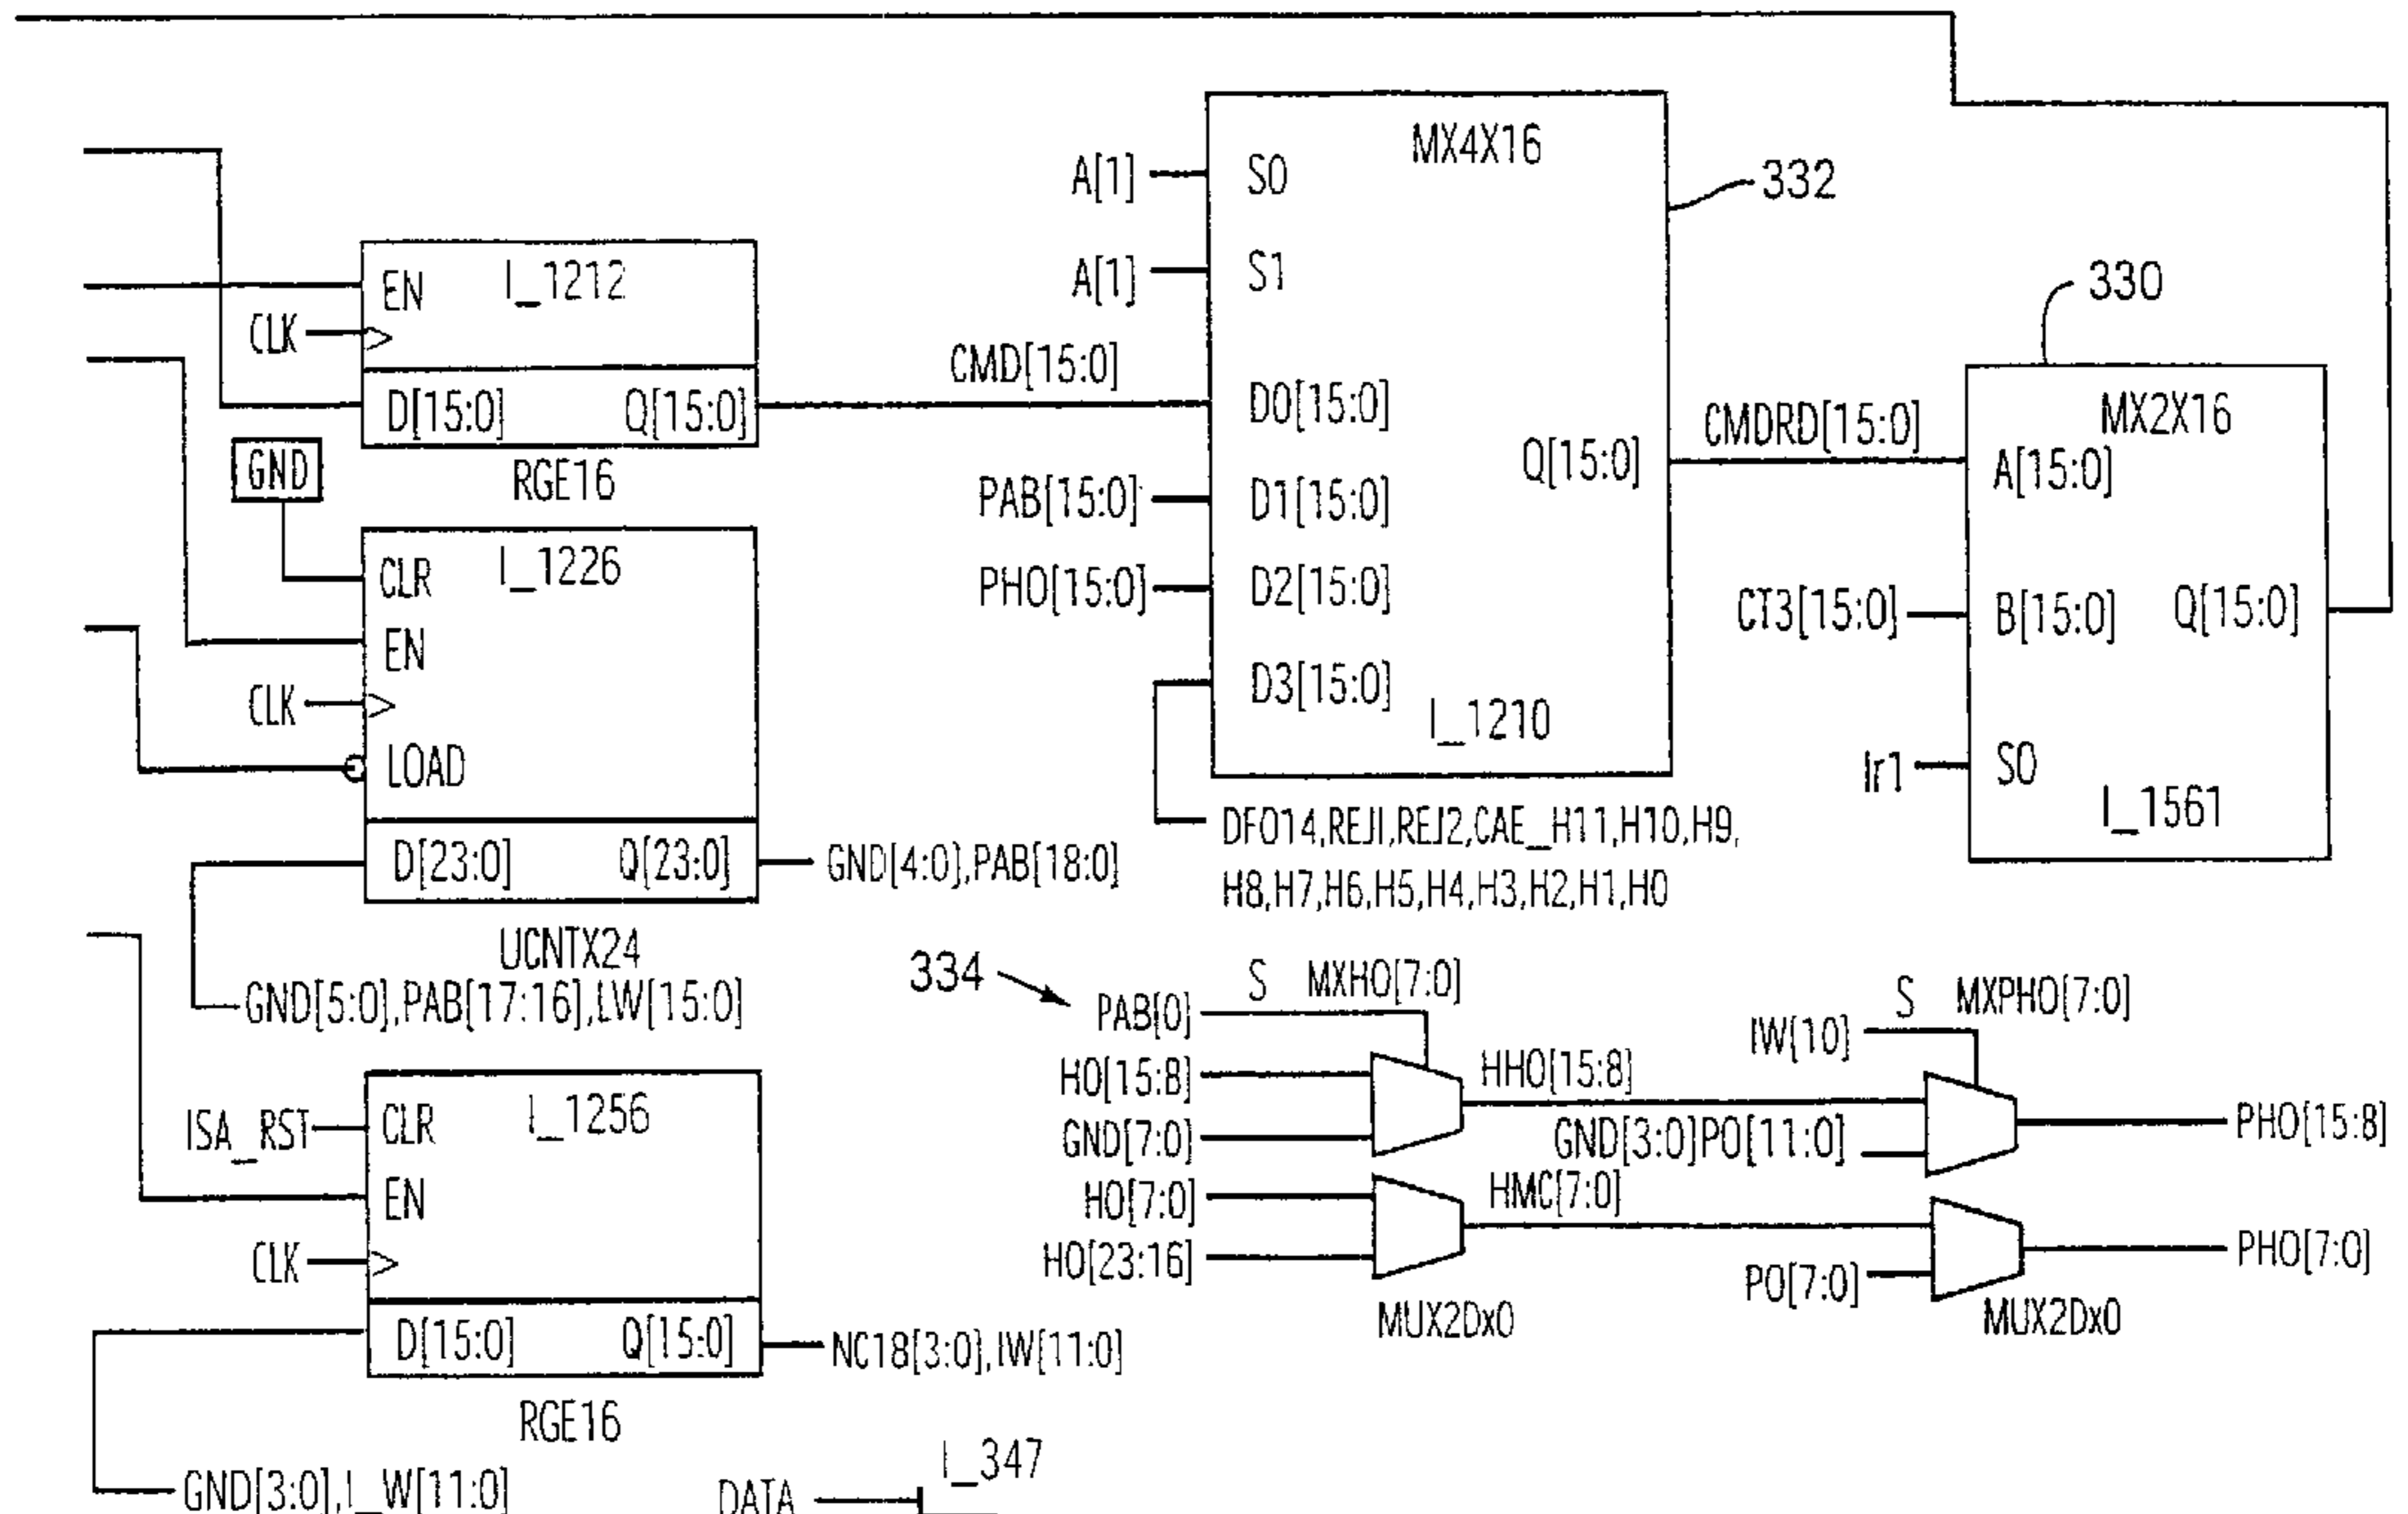 MX4X16
A[1]
S0
332
A[1]
S1
330
EN
I_1212
CLK
CMD[15:0]
D[15:0]
Q[15:0]
D0[15:0]
CMDRD[15:0]
MX2X16
GND
RGE16
PAB[15:0]
D1[15:0]
Q[15:0]
A[15:0]
CLR
I_1226
PHO[15:0]
D2[15:0]
CT3[15:0]
B[15:0]
Q[15:0]
EN
CLK
D3[15:0]
I_1210
LOAD
Ir1
S0
I_1561
DFO14,REJI,REJ2,CAE_H11,H10,H9,
H8,H7,H6,H5,H4,H3,H2,H1,H0
D[23:0]
Q[23:0]
GND[4:0],PAB[18:0]
UCNTX24
GND[5:0],PAB[17:16],LW[15:0]
334
PAB[0]
S
MXHO[7:0]
S
MXPHO[7:0]
IW[10]
HO[15:8]
HHO[15:8]
ISA_RST
CLR
I_1256
GND[7:0]
GND[3:0]PO[11:0]
PHO[15:8]
EN
HO[7:0]
HMC[7:0]
CLK
HO[23:16]
PO[7:0]
PHO[7:0]
MUX2Dx0
MUX2Dx0
D[15:0]
Q[15:0]
NC18[3:0],IW[11:0]
RGE16
I_347
GND[3:0],I_W[11:0]
DATA